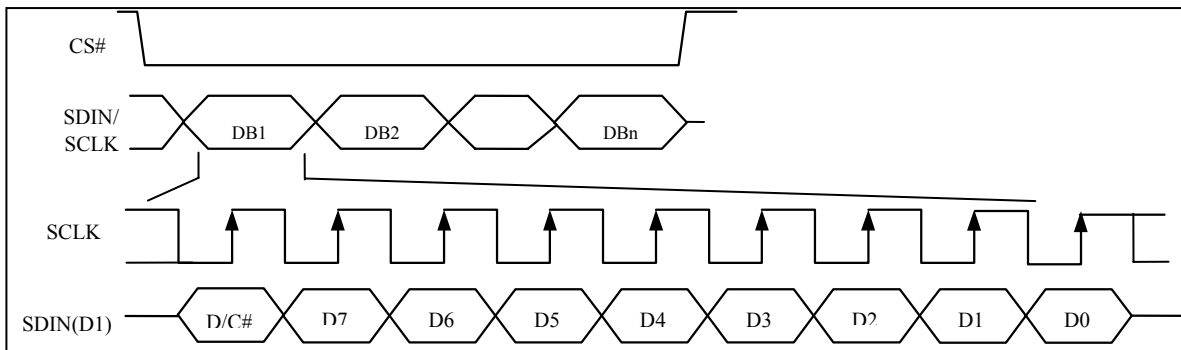 CS#
SDIN/
SCLK
DB1 DB2 DBn
SCLK
SDIN(D1) D/C# D7 D6 D5 D4 D3 D2 D1 D0